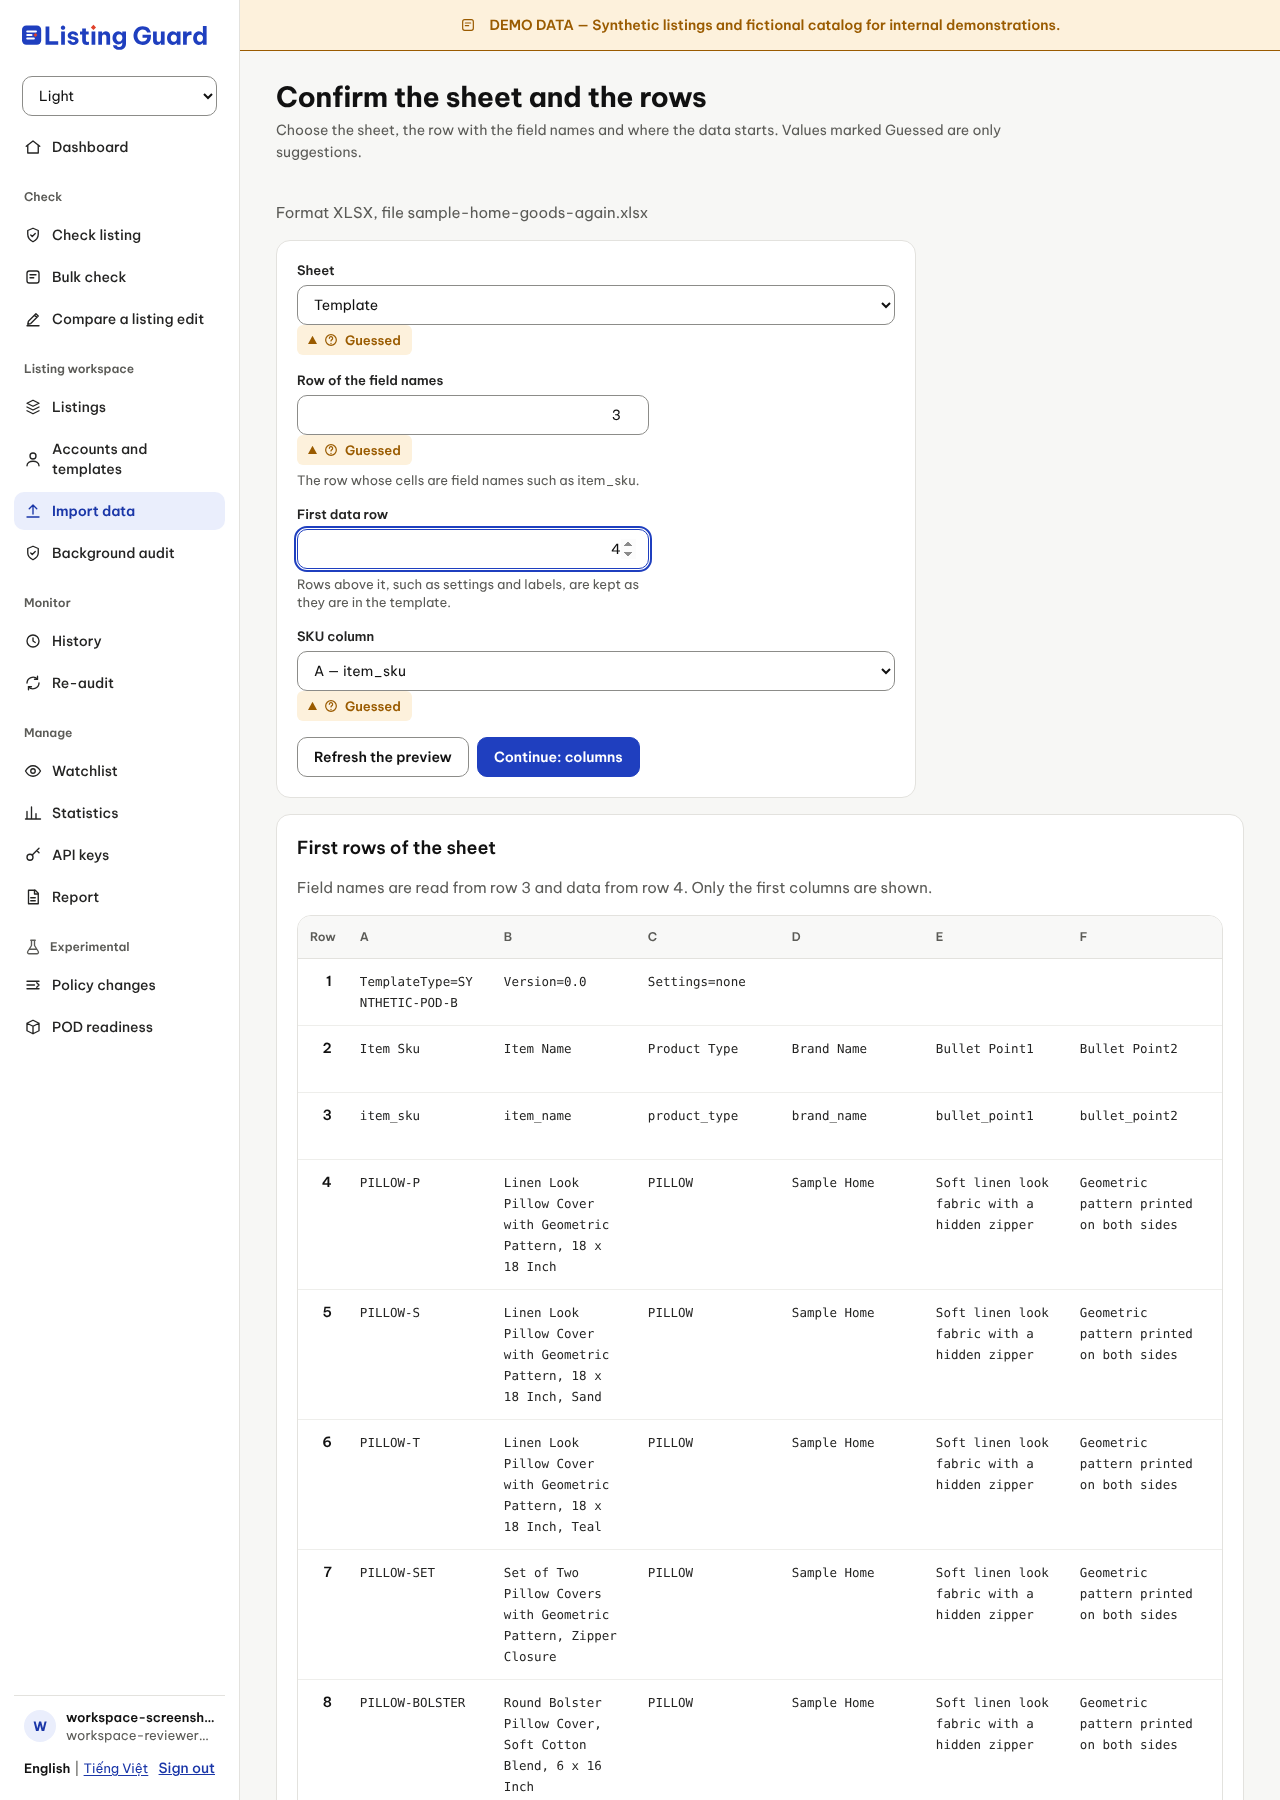 Listing Guard
Light
Dashboard
Check
Check listing
Bulk check
Compare a listing edit
Listing workspace
Listings
Accounts and
templates
Import data
Background audit
Monitor
History
Re-audit
Manage
Watchlist
Statistics
API keys
Report
Experimental
Policy changes
POD readiness
W
workspace-screensh...
workspace-reviewer...
English | Tiếng Việt Sign out
DEMO DATA — Synthetic listings and fictional catalog for internal demonstrations.
Confirm the sheet and the rows
Choose the sheet, the row with the field names and where the data starts. Values marked Guessed are only
suggestions.
Format XLSX, file sample-home-goods-again.xlsx
Sheet
Template
Guessed
Row of the field names
3
Guessed
The row whose cells are field names such as item_sku.
First data row
4
Rows above it, such as settings and labels, are kept as
they are in the template.
SKU column
A — item_sku
Guessed
Refresh the preview Continue: columns
First rows of the sheet
Field names are read from row 3 and data from row 4. Only the first columns are shown.
Row A B C D E F
1 TemplateType=SY Version=0.0 Settings=none
NTHETIC-POD-B
2 Item Sku Item Name Product Type Brand Name Bullet Point1 Bullet Point2
3 item_sku item_name product_type brand_name bullet_point1 bullet_point2
4 PILLOW-P Linen Look PILLOW Sample Home Soft linen look Geometric
Pillow Cover fabric with a pattern printed
with Geometric hidden zipper on both sides
Pattern, 18 x
18 Inch
5 PILLOW-S Linen Look PILLOW Sample Home Soft linen look Geometric
Pillow Cover fabric with a pattern printed
with Geometric hidden zipper on both sides
Pattern, 18 x
18 Inch, Sand
6 PILLOW-T Linen Look PILLOW Sample Home Soft linen look Geometric
Pillow Cover fabric with a pattern printed
with Geometric hidden zipper on both sides
Pattern, 18 x
18 Inch, Teal
7 PILLOW-SET Set of Two PILLOW Sample Home Soft linen look Geometric
Pillow Covers fabric with a pattern printed
with Geometric hidden zipper on both sides
Pattern, Zipper
Closure
8 PILLOW-BOLSTER Round Bolster PILLOW Sample Home Soft linen look Geometric
Pillow Cover, fabric with a pattern printed
Soft Cotton hidden zipper on both sides
Blend, 6 x 16
Inch